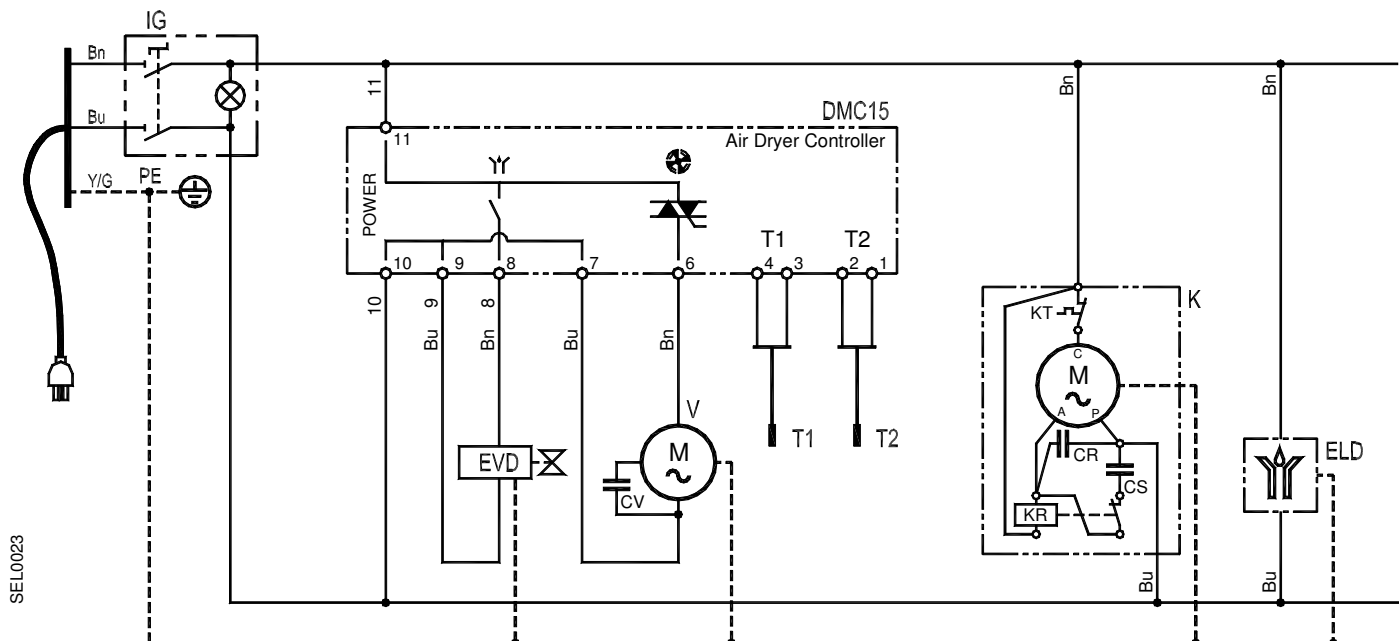 IG
Bn
Bu
Y/G
PE
11
DMC15
11
Air Dryer Controller
Bn
Bn
POWER
T1
T2
10
9
8
7
6
4
3
2
1
10
9
8
Bu
Bn
Bu
Bn
K
KT
C
M
A
P
CR
CS
KR
V
M
CV
EVD
T1
T2
ELD
Bu
Bu
SEL0023